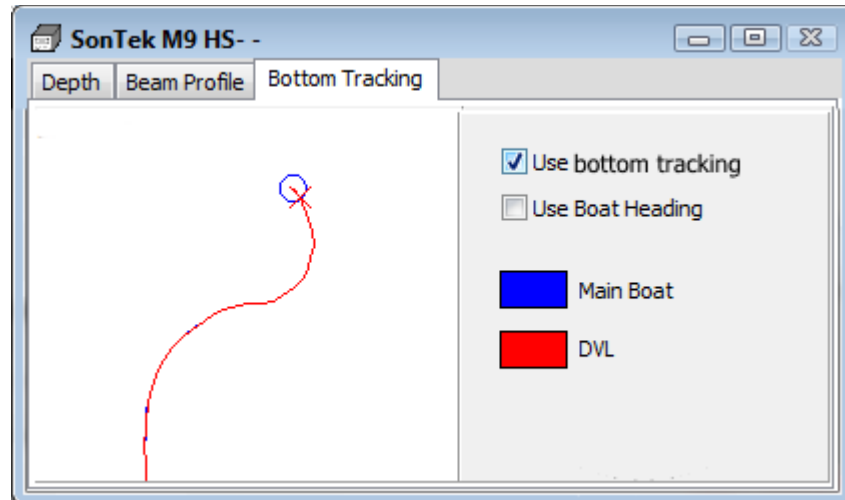 SonTek M9 HS- -
Depth Beam Profile Bottom Tracking
Use bottom tracking
Use Boat Heading
Main Boat
DVL